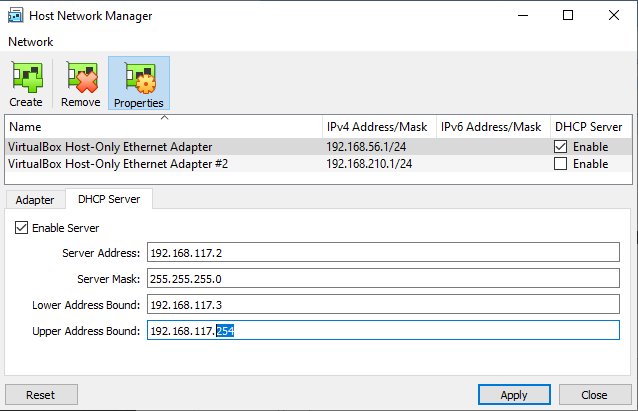 Host Network Manager
Network
Create Remove Properties
Name IPv4 Address/Mask IPv6 Address/Mask DHCP Server
VirtualBox Host-Only Ethernet Adapter 192.168.56.1/24 Enable
VirtualBox Host-Only Ethernet Adapter #2 192.168.210.1/24 Enable
Adapter DHCP Server
Enable Server
Server Address: 192.168.117.2
Server Mask: 255.255.255.0
Lower Address Bound: 192.168.117.3
Upper Address Bound: 192.168.117.254
Reset Apply Close